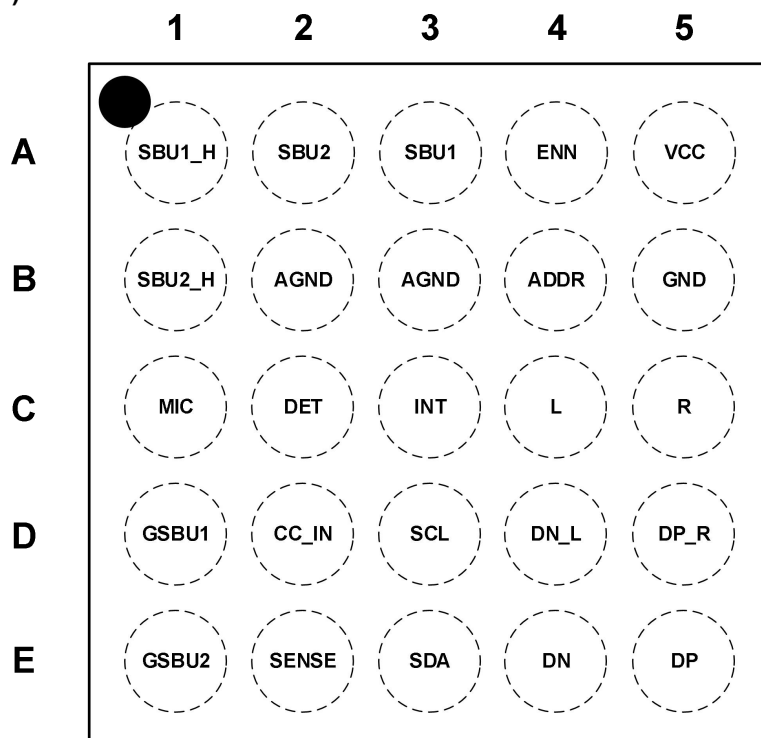 1 2 3 4 5
A SBU1_H SBU2 SBU1 ENN VCC
B SBU2_H AGND AGND ADDR GND
C MIC DET INT L R
D GSBU1 CC_IN SCL DN_L DP_R
E GSBU2 SENSE SDA DN DP